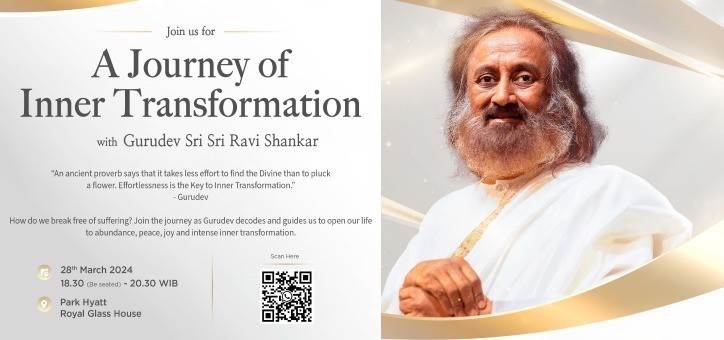 Join us for
A Journey of
Inner Transformation
with Gurudev Sri Sri Ravi Shankar
"An ancient proverb says that it takes less effort to find the Divine than to pluck
a flower. Effortlessness is the Key to Inner Transformation."
- Gurudev
How do we break free of suffering? Join the journey as Gurudev decodes and guides us to open our life
to abundance, peace, joy and intense inner transformation.
28th March 2024
18.30 (Be seated) - 20.30 WIB
Park Hyatt
Royal Glass House
Scan Here